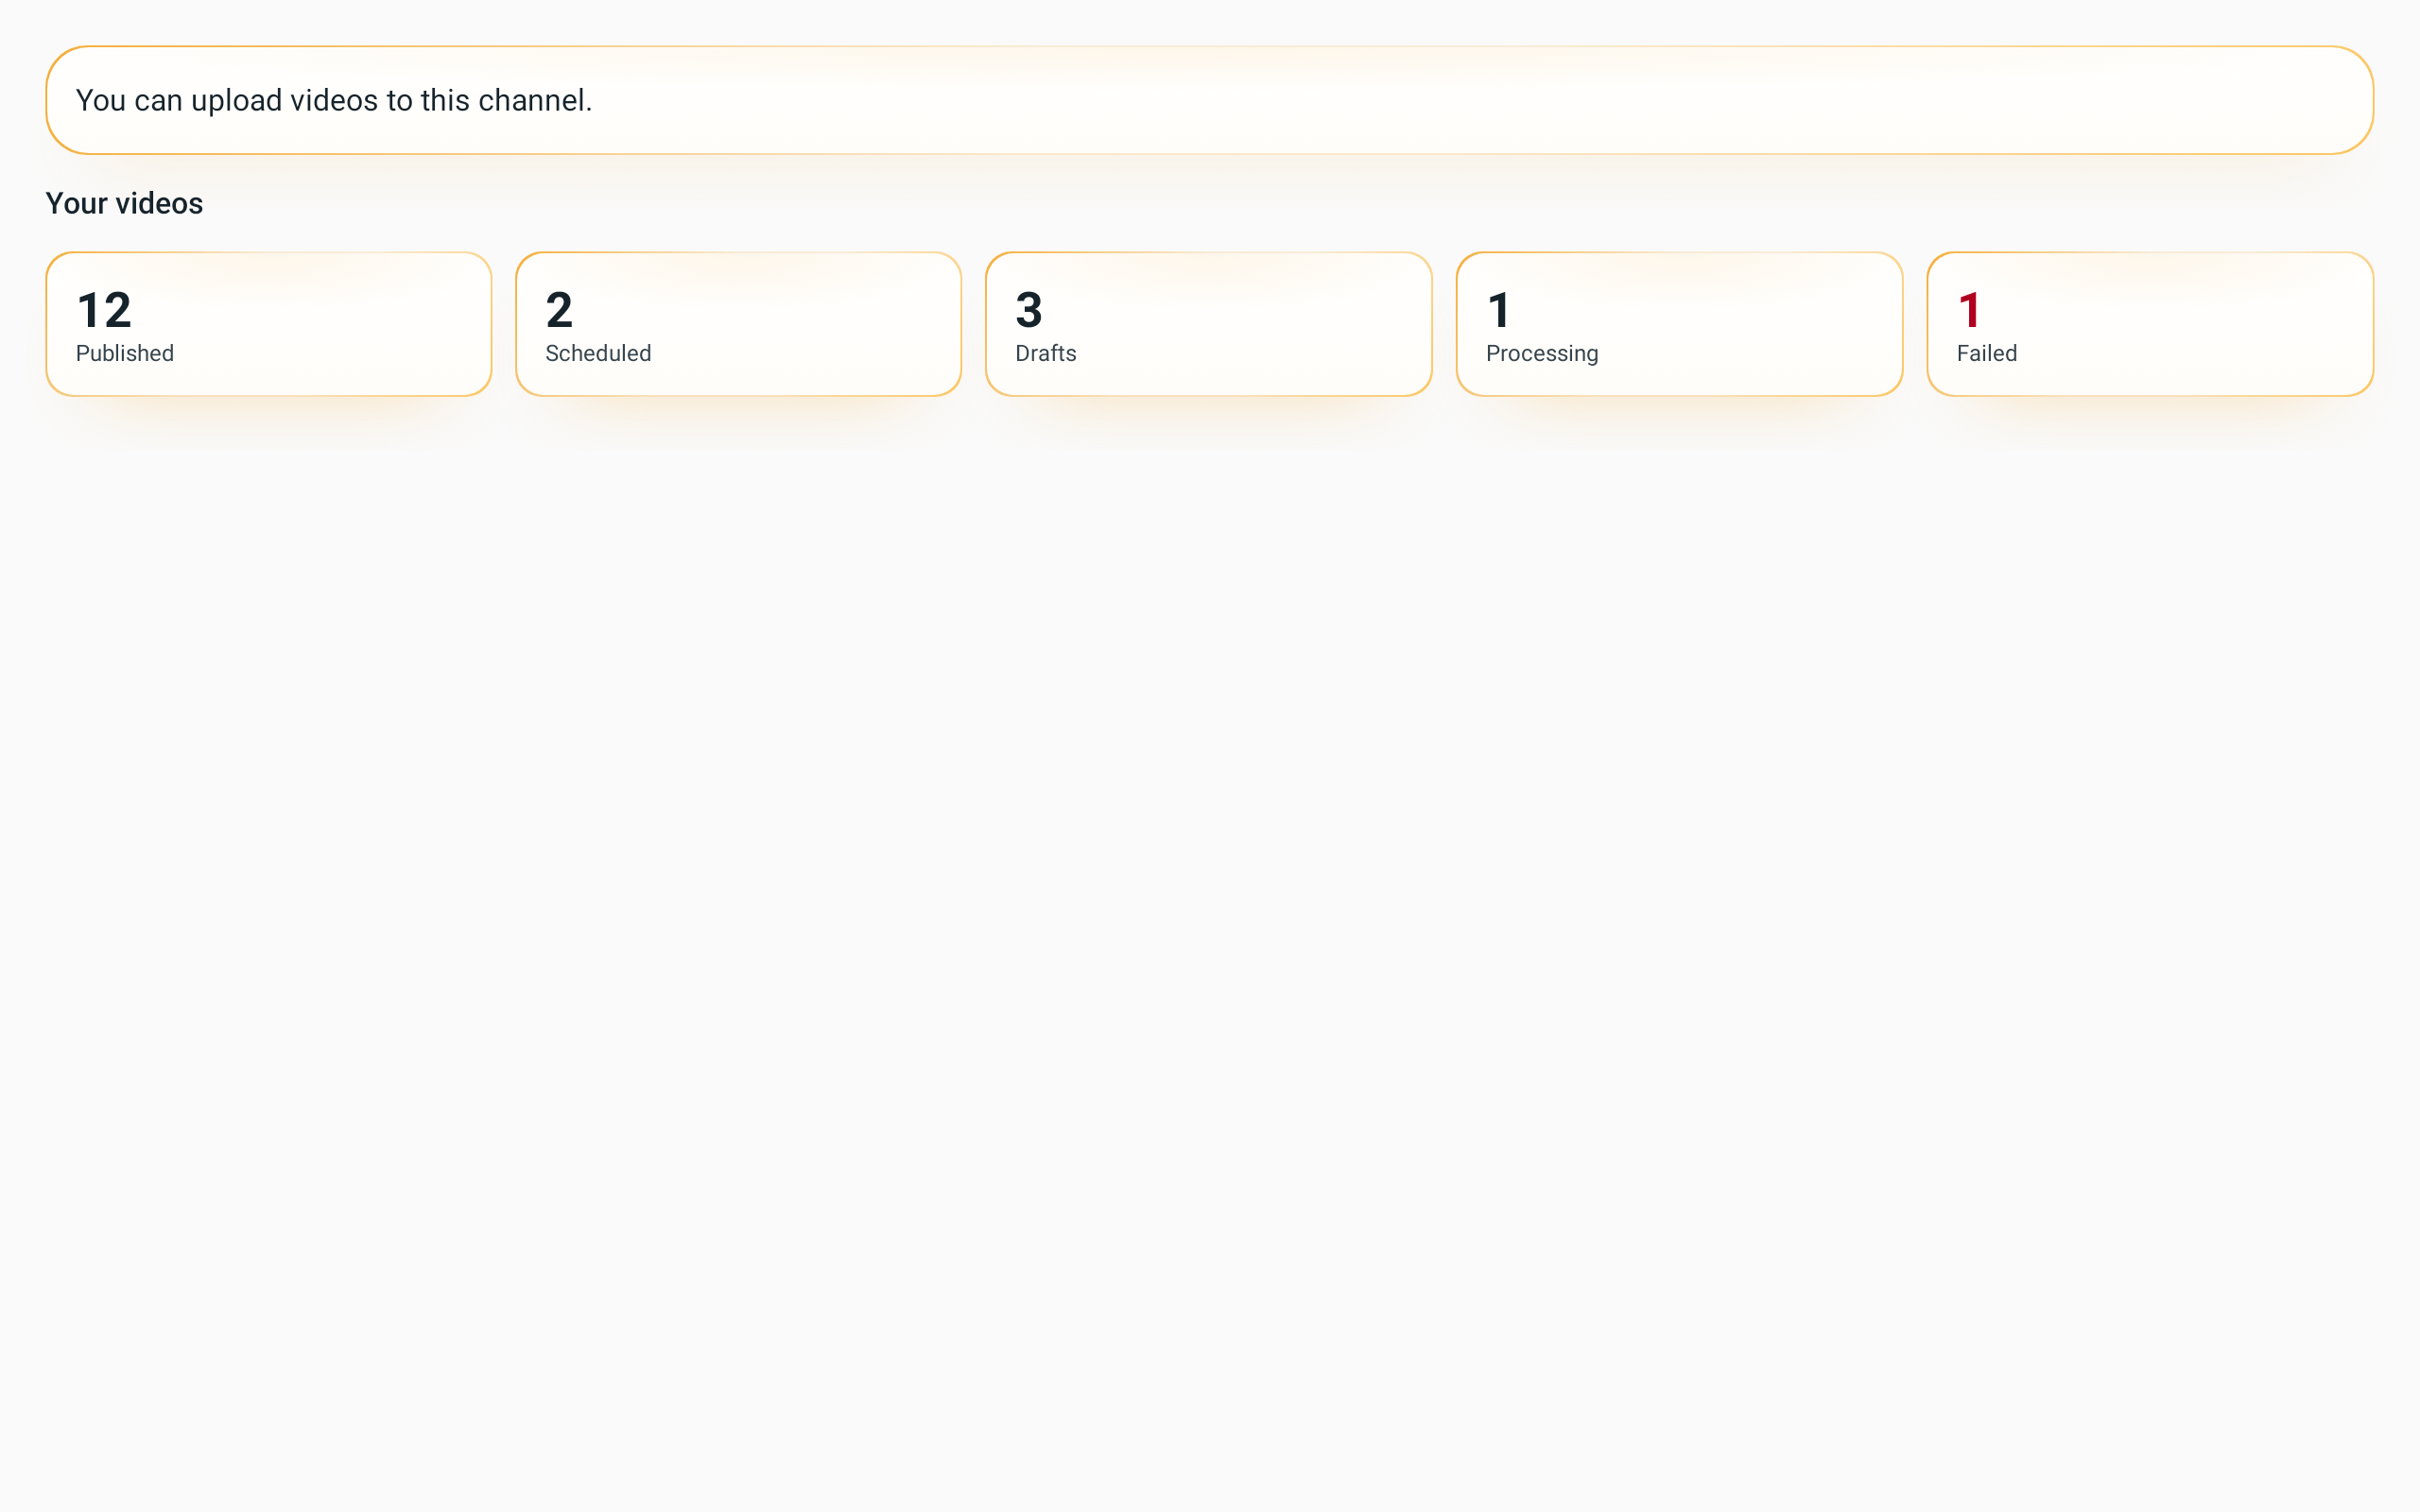 You can upload videos to this channel.
Your videos
12
Published
2
Scheduled
3
Drafts
1
Processing
1
Failed